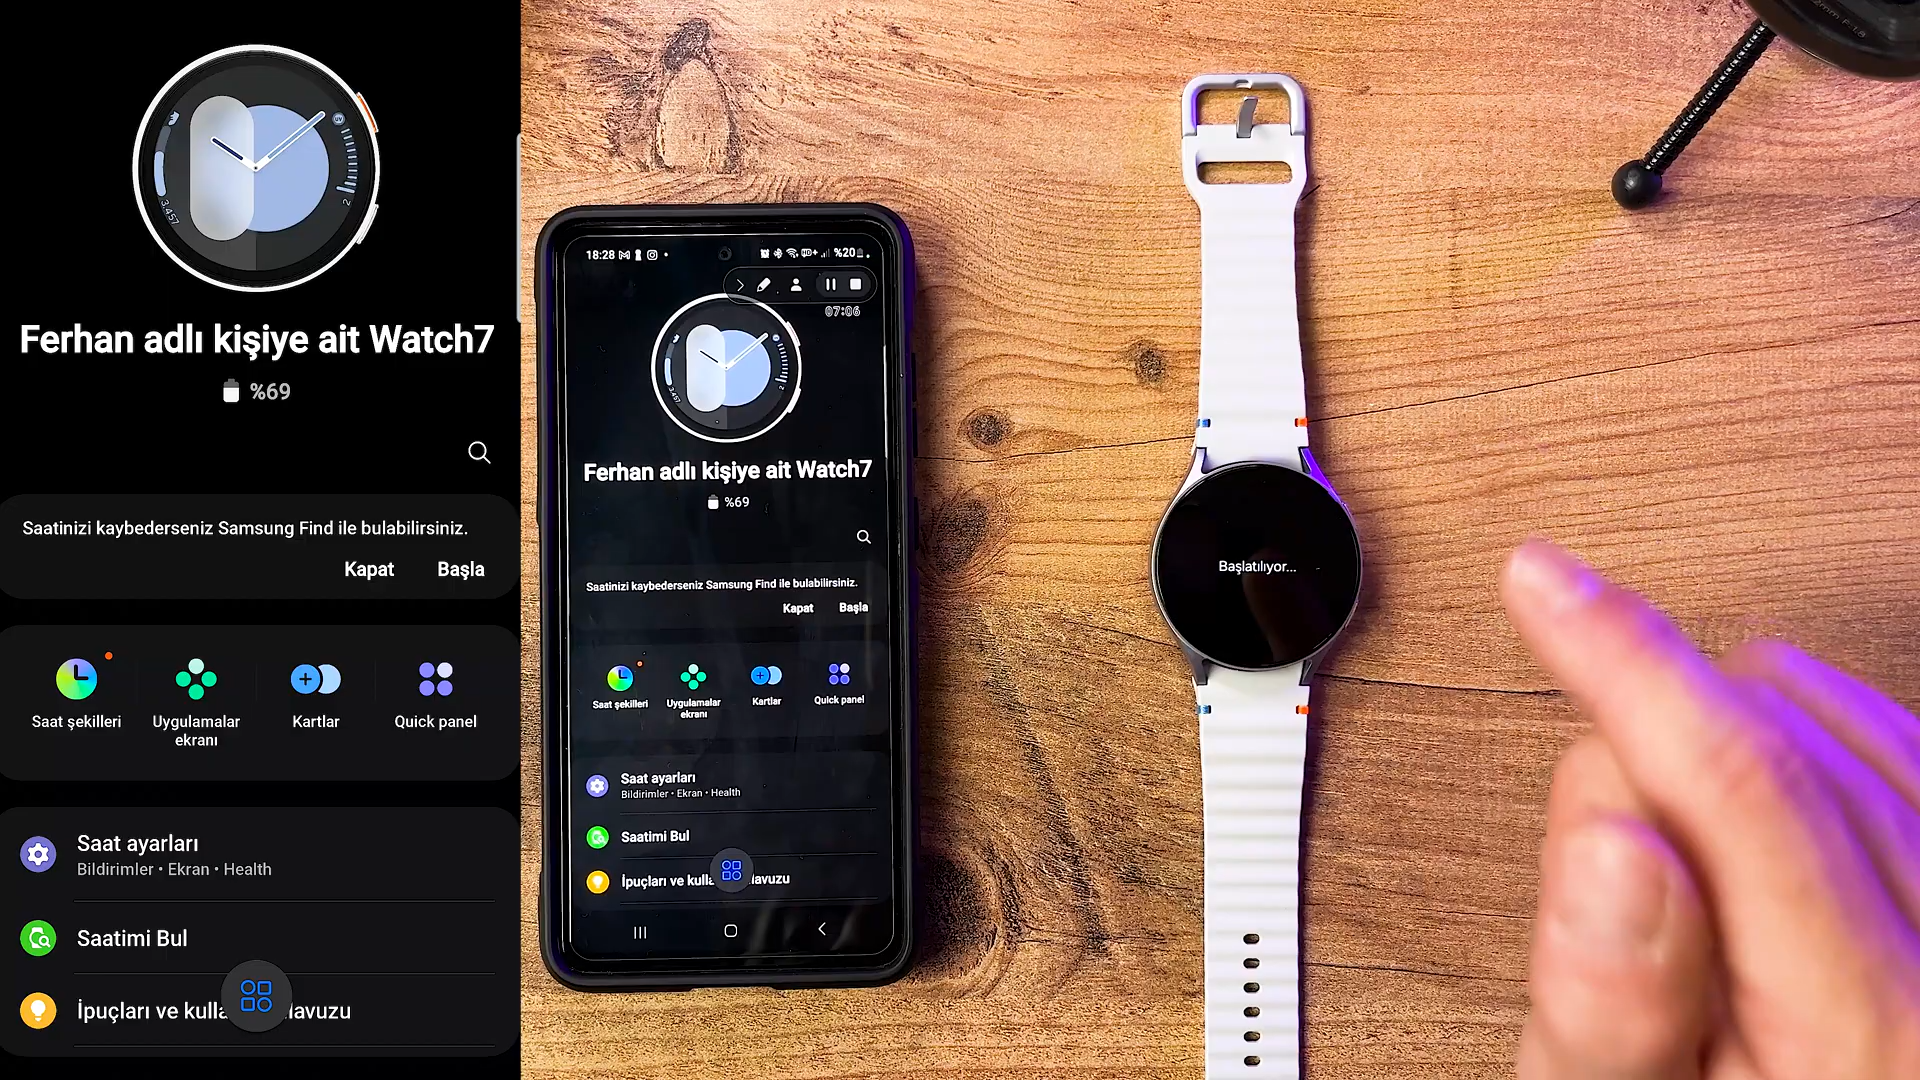 3.457
2
Ferhan adlı kişiye ait Watch7
%69
Saatinizi kaybederseniz Samsung Find ile bulabilirsiniz.
Kapat
Başla
Saat şekilleri
Uygulamalar
ekranı
Kartlar
Quick panel
Saat ayarları
Bildirimler • Ekran • Health
Saatimi Bul
İpuçları ve kulla
lavuzu
18:28
%20
07:06
Ferhan adlı kişiye ait Watch7
%69
Saatinizi kaybederseniz Samsung Find ile bulabilirsiniz.
Kapat
Başla
Saat şekilleri
Uygulamalar
ekranı
Kartlar
Quick panel
Saat ayarları
Bildirimler • Ekran • Health
Saatimi Bul
İpuçları ve kulla
lavuzu
Başlatılıyor...